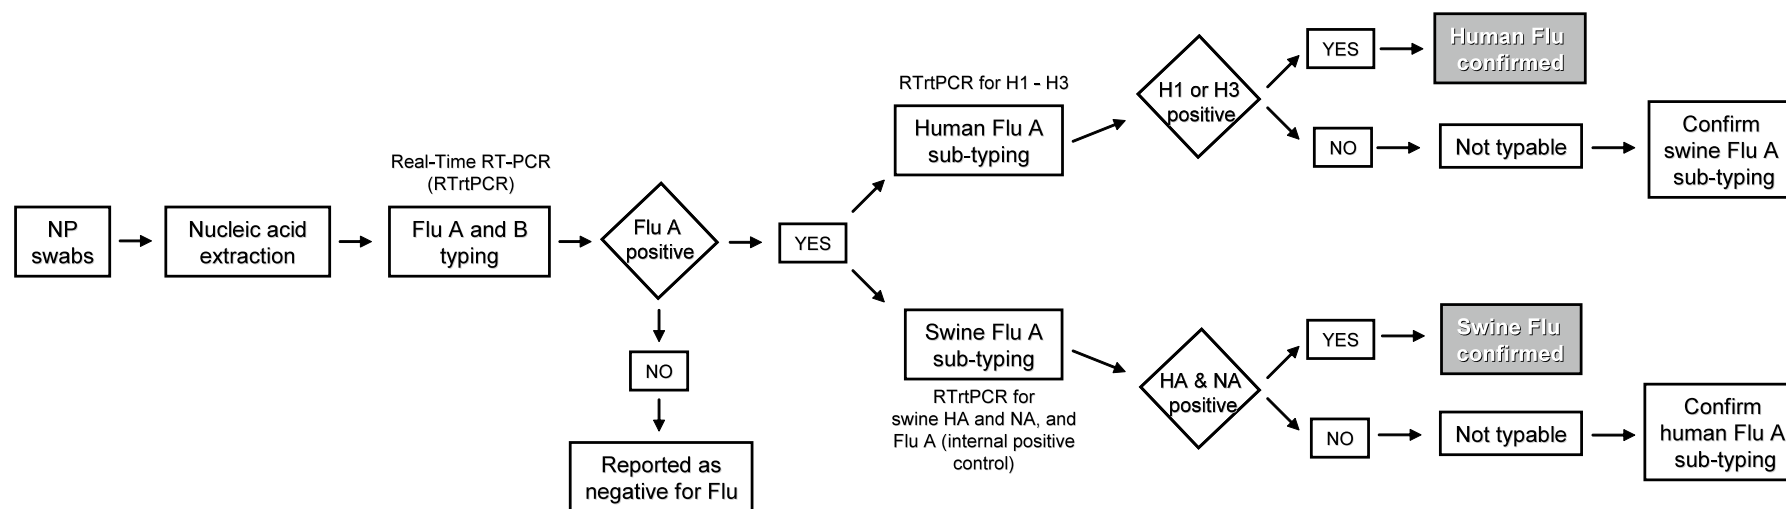 NP
swabs
Nucleic acid
extraction
Real-Time RT-PCR
(RTrtPCR)
Flu A and B
typing
Flu A
positive
NO
Reported as
negative for Flu
YES
RTrtPCR for H1 - H3
Human Flu A
sub-typing
H1 or H3
positive
YES
Human Flu
confirmed
NO
Not typable
Confirm
swine Flu A
sub-typing
Swine Flu A
sub-typing
RTrtPCR for
swine HA and NA, and
Flu A (internal positive
control)
HA & NA
positive
YES
Swine Flu
confirmed
NO
Not typable
Confirm
human Flu A
sub-typing